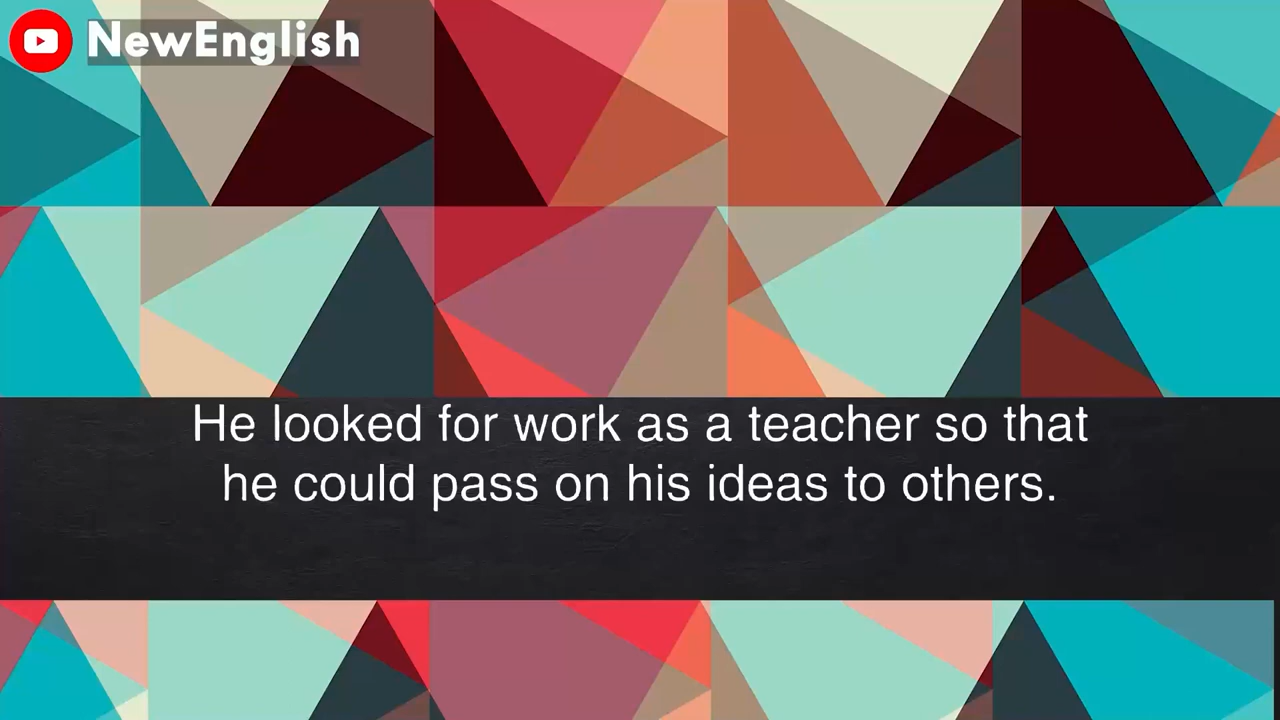 NewEnglish
He looked for work as a teacher so that
he could pass on his ideas to others.